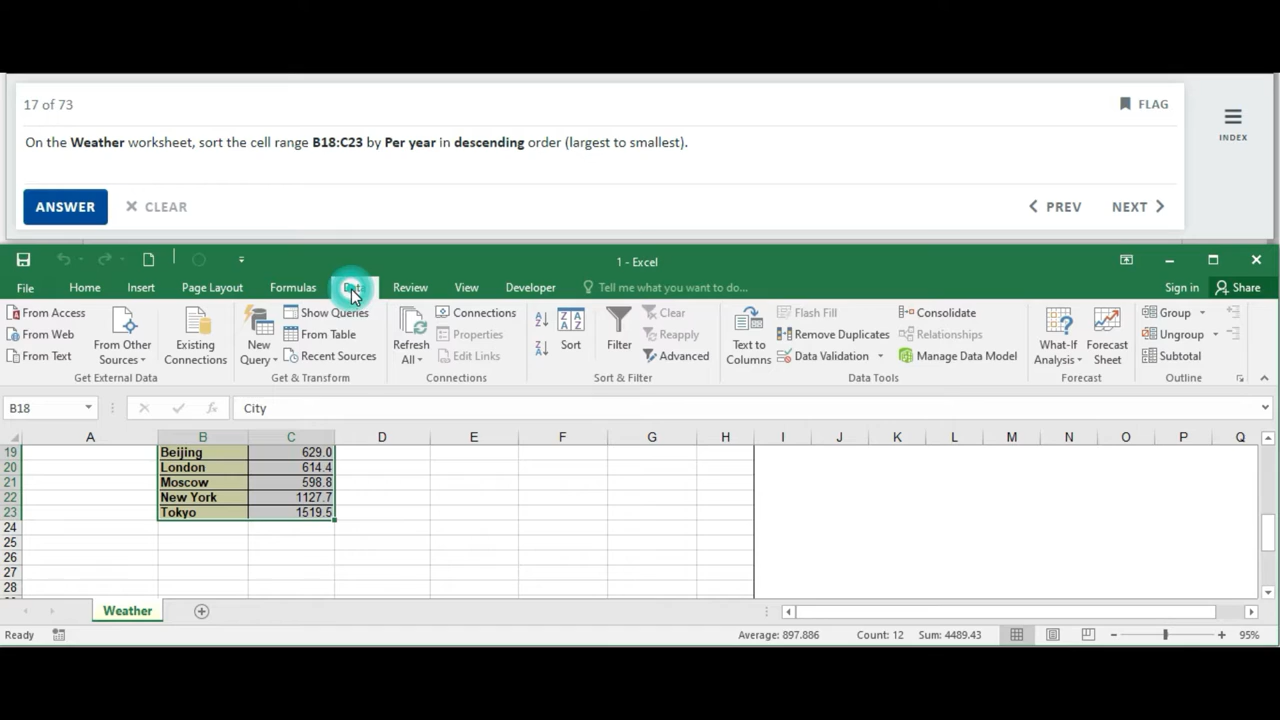 17 of 73
FLAG
INDEX
On the Weather worksheet, sort the cell range B18:C23 by Per year in descending order (largest to smallest).
ANSWER
CLEAR
PREV
NEXT
1 - Excel
File Home Insert Page Layout Formulas Data Review View Developer Tell me what you want to do... Sign in Share
From Access
From Web
From Text
From Other Sources
Existing Connections
Get External Data
New Query
Show Queries
From Table
Recent Sources
Get & Transform
Refresh All
Connections
Properties
Edit Links
Connections
Sort
Filter
Clear
Reapply
Advanced
Sort & Filter
Text to Columns
Flash Fill
Remove Duplicates
Data Validation
Consolidate
Relationships
Manage Data Model
Data Tools
What-If Analysis
Forecast Sheet
Forecast
Group
Ungroup
Subtotal
Outline
B18
fx
City
A B C D E F G H I J K L M N O P Q
19 Beijing 629.0
20 London 614.4
21 Moscow 598.8
22 New York 1127.7
23 Tokyo 1519.5
24
25
26
27
28
Weather
Ready
Average: 897.886 Count: 12 Sum: 4489.43
95%